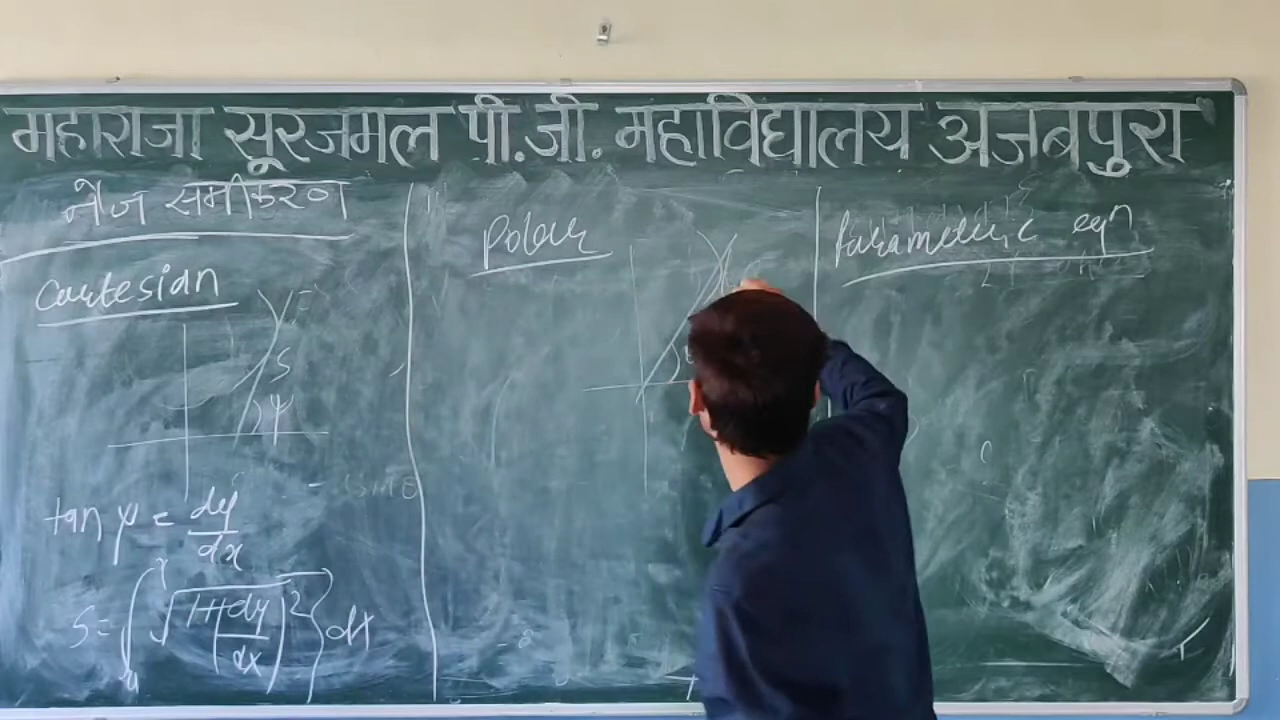 महाराजा सूरजमल पी.जी. महाविद्यालय अजबपुरा
नैज समीकरण
Cartesian
y=
S
ψ
tan ψ = dy/dx
S= ∫ₐˣ {√1+(dy/dx)²} dx
Polar
Parametric eqn